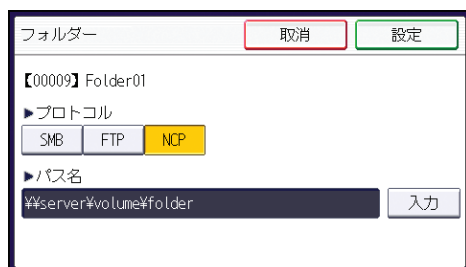 フォルダー 取消 設定
【00009】Folder01
▶プロトコル
SMB FTP NCP
▶パス名
¥¥server¥volume¥folder 入力